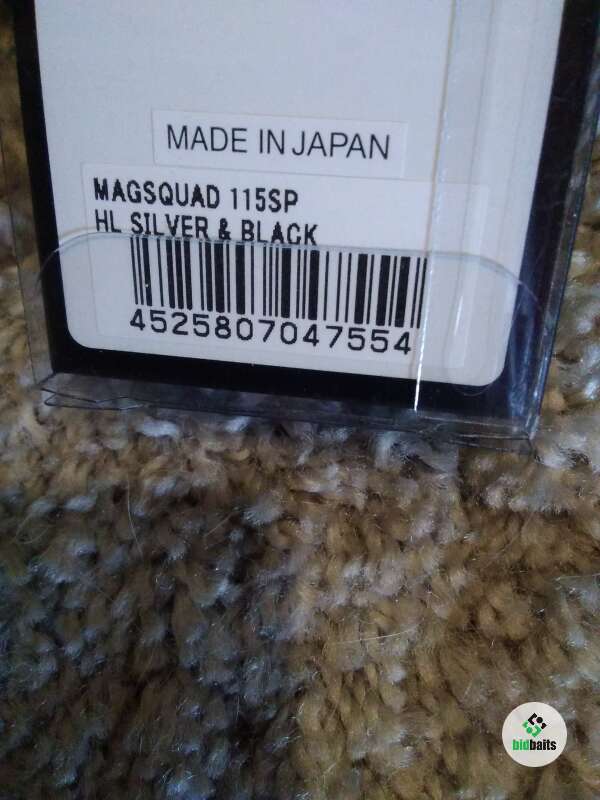 MADE IN JAPAN
MAGSQUAD 115SP
HL SILVER & BLACK
4525807047554
bidbaits